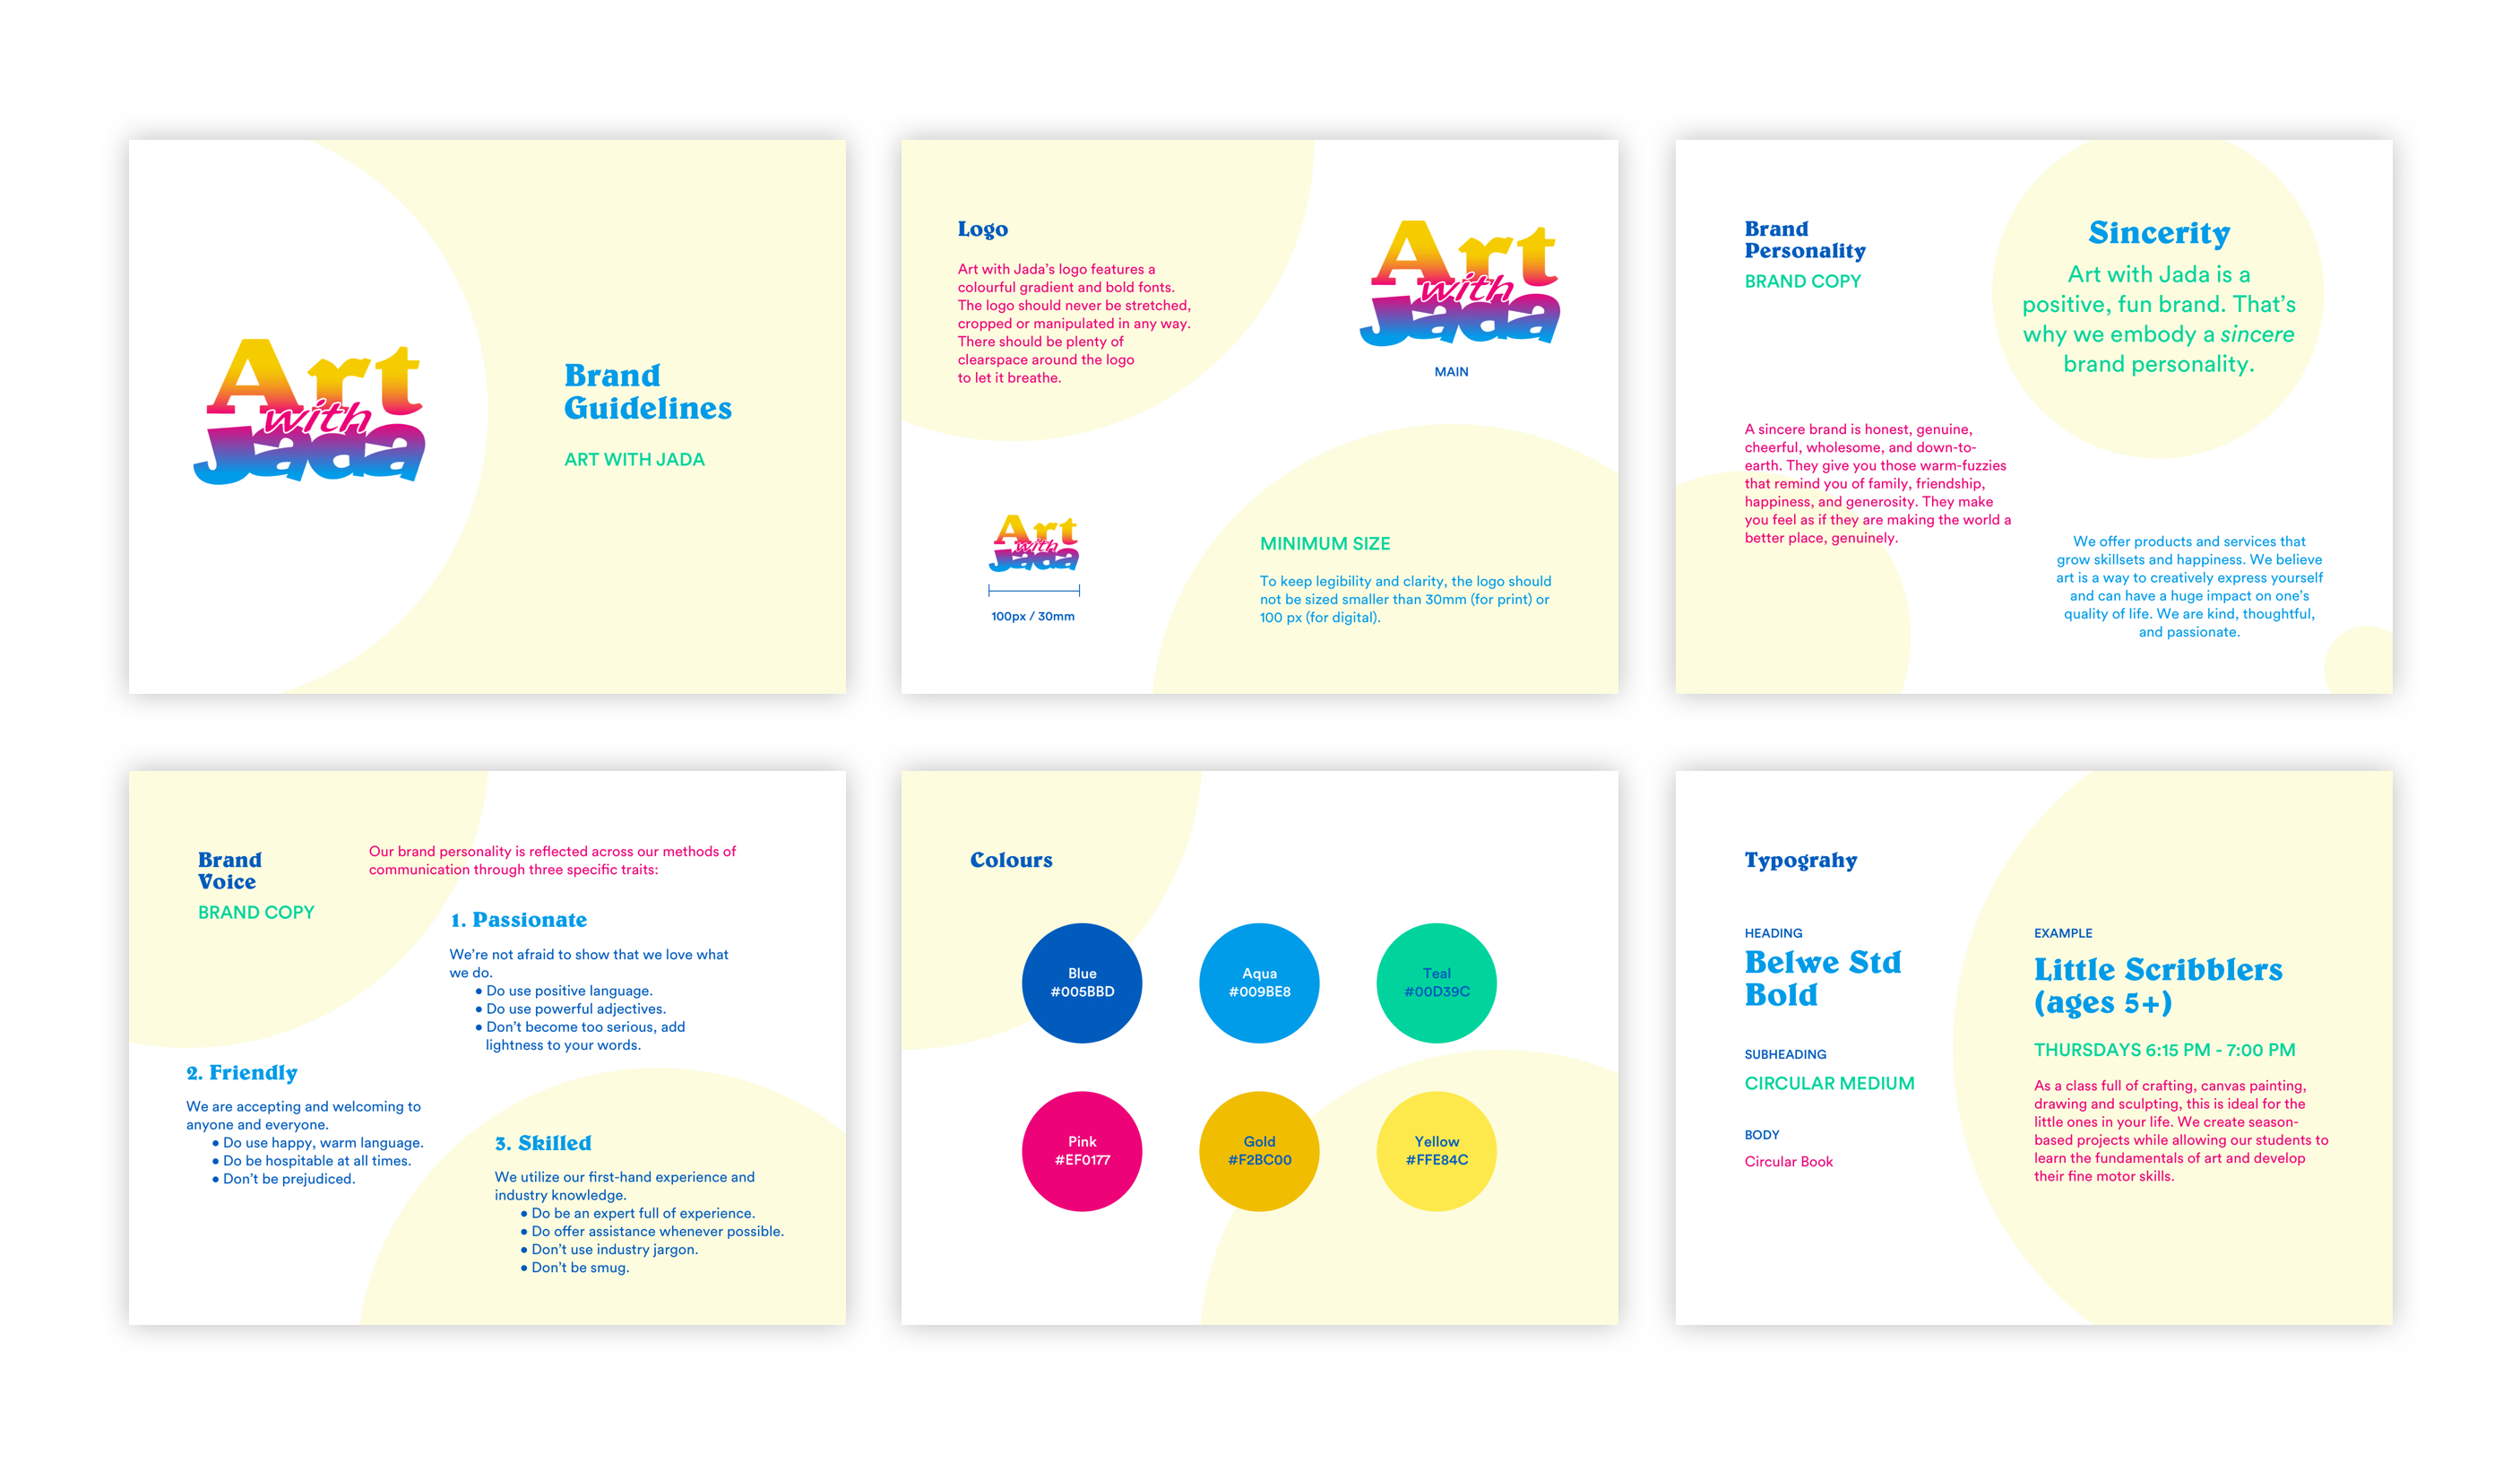 Art
with
Jada
Brand
Guidelines
ART WITH JADA
Logo
Art with Jada's logo features a
colourful gradient and bold fonts.
The logo should never be stretched,
cropped or manipulated in any way.
There should be plenty of
clearspace around the logo
to let it breathe.
Art
with
Jada
MAIN
Art
with
Jada
100px / 30mm
MINIMUM SIZE
To keep legibility and clarity, the logo should
not be sized smaller than 30mm (for print) or
100 px (for digital).
Brand
Personality
BRAND COPY
Sincerity
Art with Jada is a
positive, fun brand. That's
why we embody a sincere
brand personality.
A sincere brand is honest, genuine,
cheerful, wholesome, and down-to-
earth. They give you those warm-fuzzies
that remind you of family, friendship,
happiness, and generosity. They make
you feel as if they are making the world a
better place, genuinely.
We offer products and services that
grow skillsets and happiness. We believe
art is a way to creatively express yourself
and can have a huge impact on one's
quality of life. We are kind, thoughtful,
and passionate.
Brand
Voice
BRAND COPY
Our brand personality is reflected across our methods of
communication through three specific traits:
1. Passionate
We're not afraid to show that we love what
we do.
• Do use positive language.
• Do use powerful adjectives.
• Don't become too serious, add
lightness to your words.
2. Friendly
We are accepting and welcoming to
anyone and everyone.
• Do use happy, warm language.
• Do be hospitable at all times.
• Don't be prejudiced.
3. Skilled
We utilize our first-hand experience and
industry knowledge.
• Do be an expert full of experience.
• Do offer assistance whenever possible.
• Don't use industry jargon.
• Don't be smug.
Colours
Blue
#005BBD
Aqua
#009BE8
Teal
#00D39C
Pink
#EF0177
Gold
#F2BC00
Yellow
#FFE84C
Typograhy
HEADING
Belwe Std
Bold
SUBHEADING
CIRCULAR MEDIUM
BODY
Circular Book
EXAMPLE
Little Scribblers
(ages 5+)
THURSDAYS 6:15 PM - 7:00 PM
As a class full of crafting, canvas painting,
drawing and sculpting, this is ideal for the
little ones in your life. We create season-
based projects while allowing our students to
learn the fundamentals of art and develop
their fine motor skills.